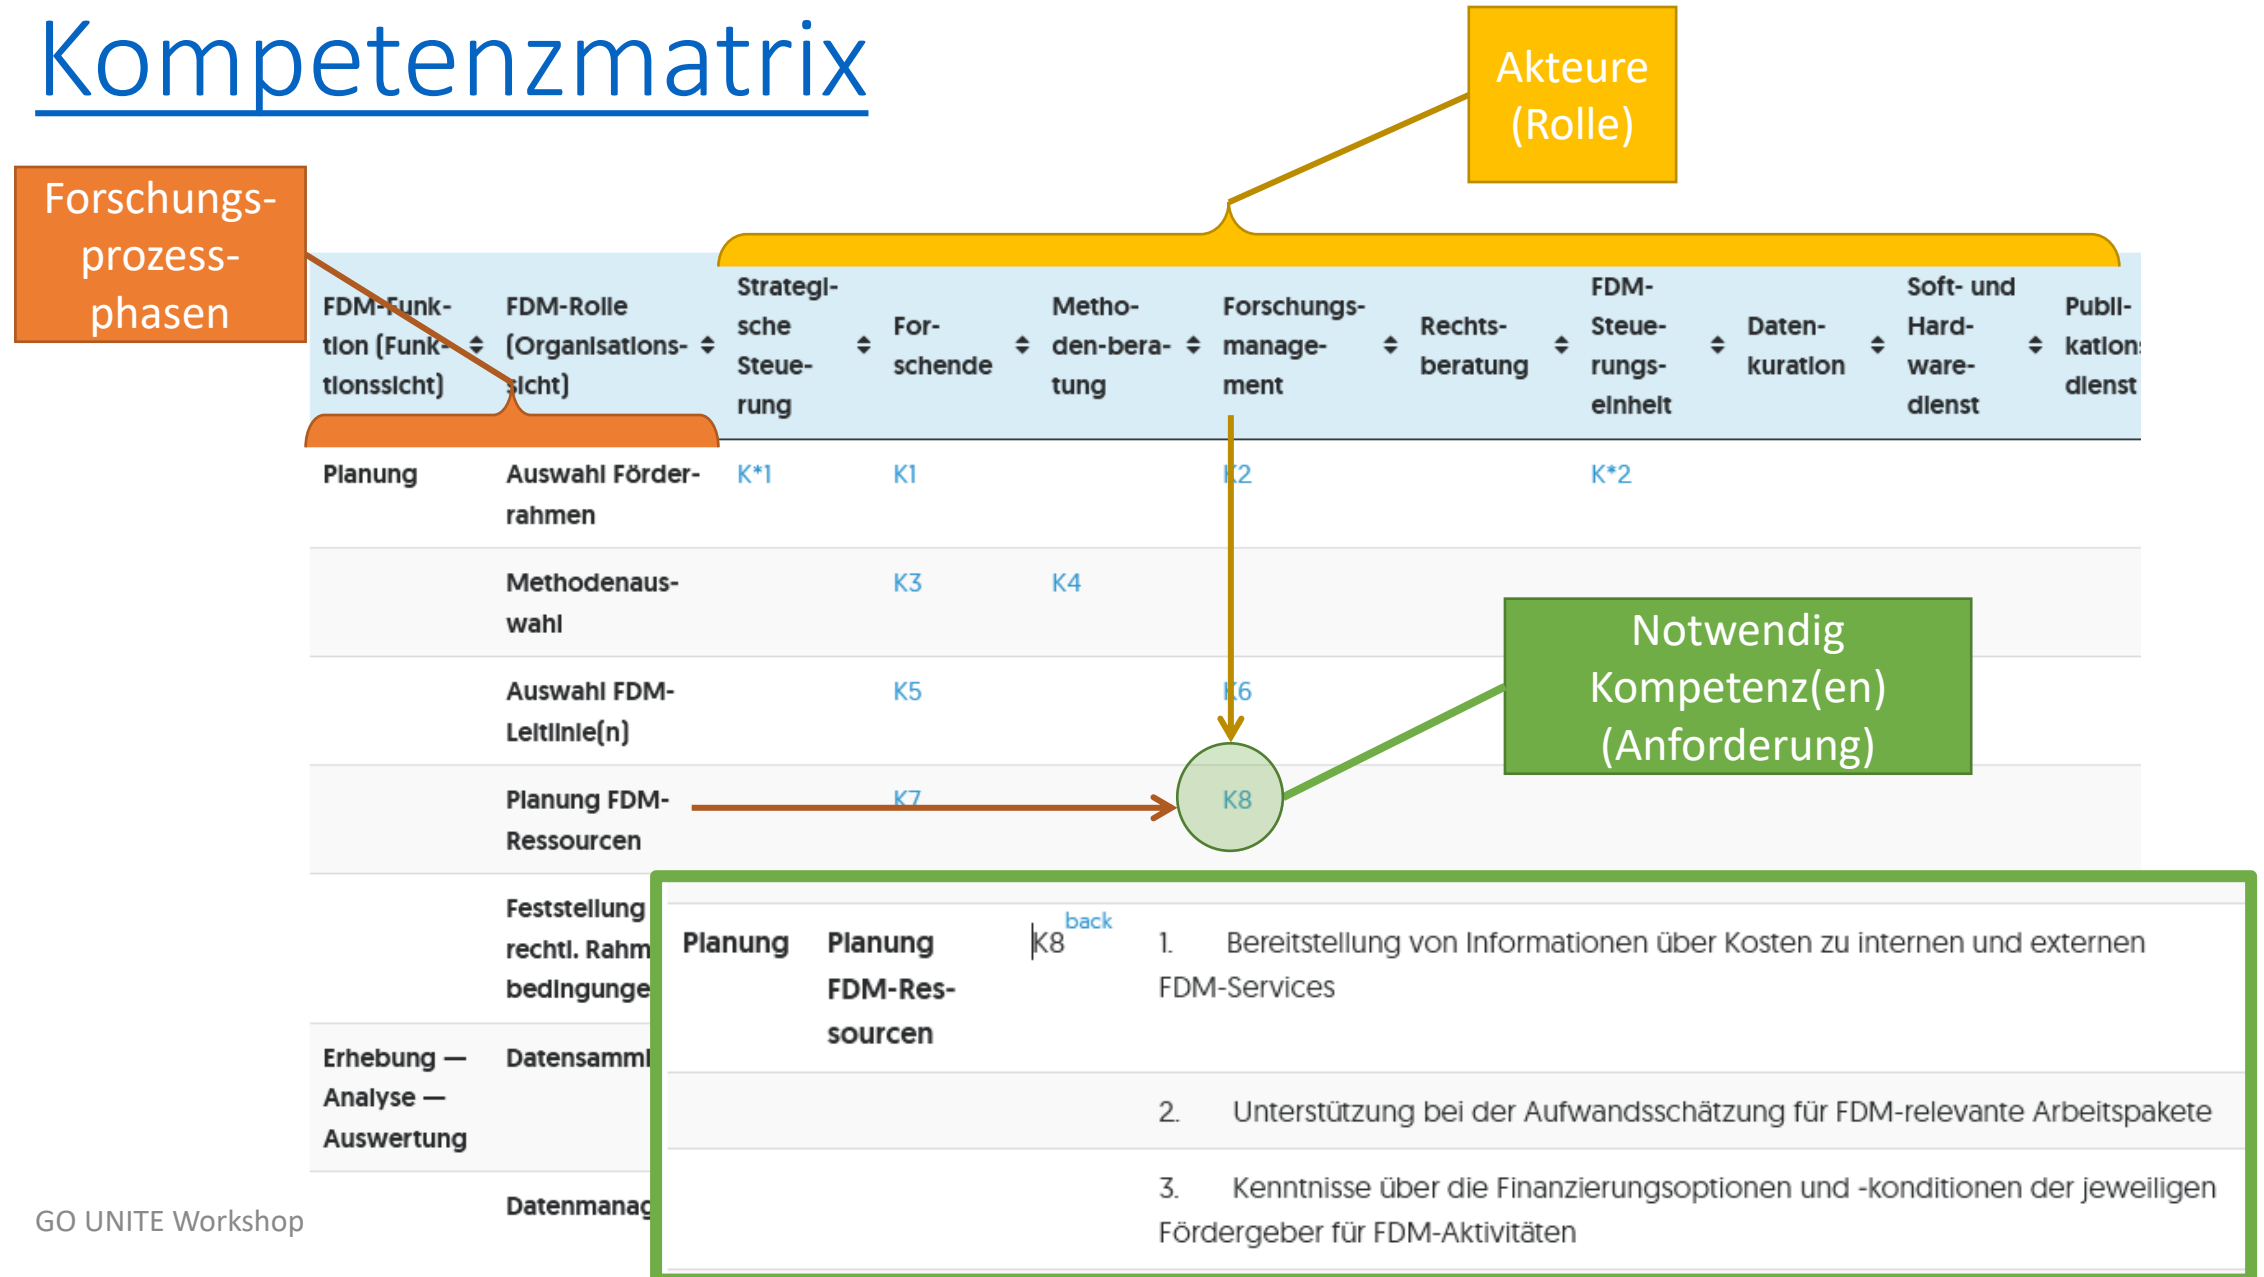 Kompetenzmatrix
Akteure
(Rolle)
Forschungs-
prozess-
phasen
FDM-Funk-
tion (Funk-
tionssicht)
FDM-Rolle
(Organisations-
sicht)
Strategi-
sche
Steue-
rung
For-
schende
Metho-
den-bera-
tung
Forschungs-
manage-
ment
Rechts-
beratung
FDM-
Steue-
rungs-
einheit
Daten-
kuration
Soft- und
Hard-
ware-
dienst
Publi-
kation
dienst
Planung
Auswahl Förder-
rahmen
K*1
K1
K2
K*2
Methodenaus-
wahl
K3
K4
Auswahl FDM-
Leitlinie(n)
K5
K6
Notwendig
Kompetenz(en)
(Anforderung)
Planung FDM-
Ressourcen
K7
K8
Feststellung
rechtl. Rahm
bedingunge
Erhebung —
Analyse —
Auswertung
Datensamml
Datenmanag
Planung
Planung
FDM-Res-
sourcen
K8 back
1. Bereitstellung von Informationen über Kosten zu internen und externen
FDM-Services
2. Unterstützung bei der Aufwandsschätzung für FDM-relevante Arbeitspakete
3. Kenntnisse über die Finanzierungsoptionen und -konditionen der jeweiligen
Fördergeber für FDM-Aktivitäten
GO UNITE Workshop